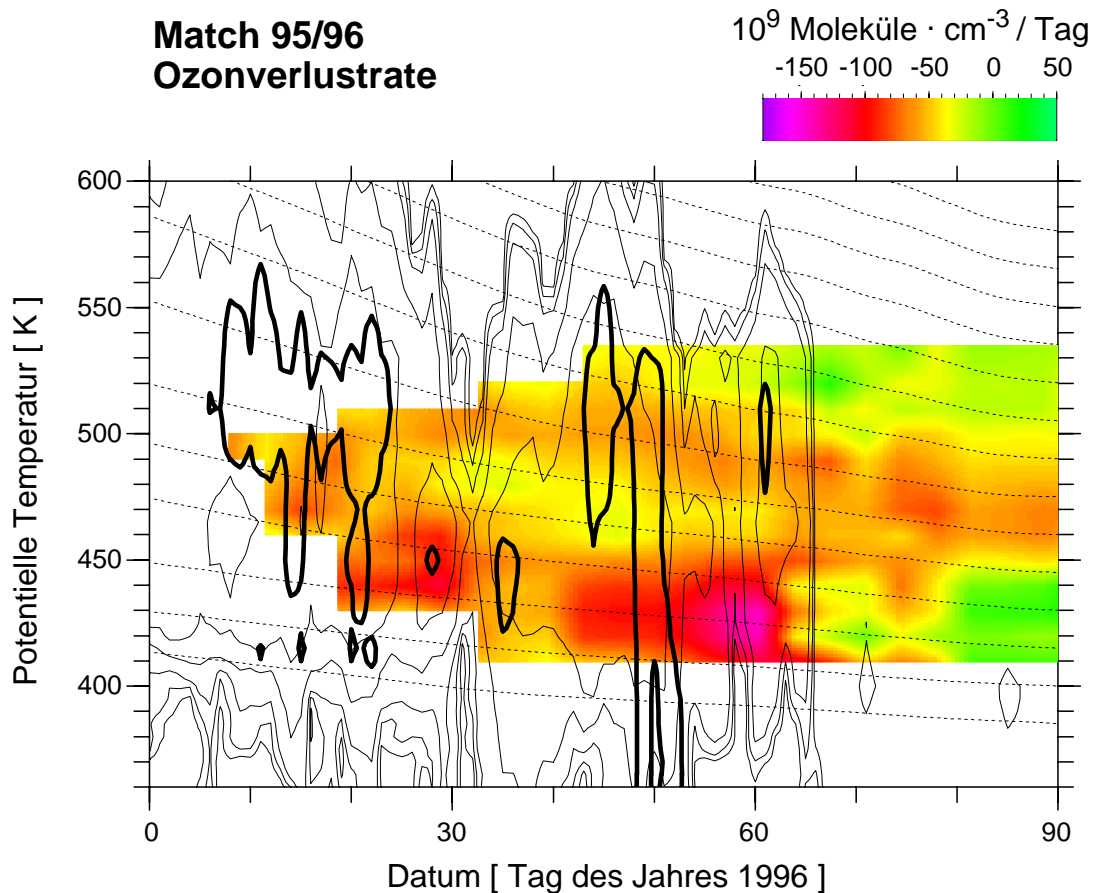 Match 95/96
Ozonverlustrate
10⁹ Moleküle · cm⁻³ / Tag
-150 -100 -50 0 50
600
550
500
450
400
Potentielle Temperatur [ K ]
0 30 60 90
Datum [ Tag des Jahres 1996 ]